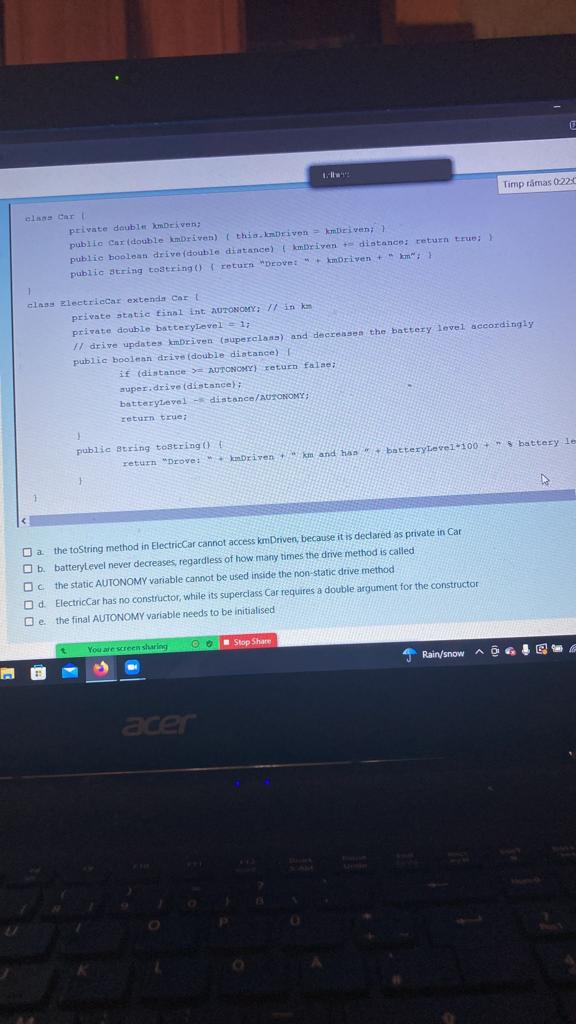 Timp rămas 0:22:
class Car {
private double kmDriven;
public Car(double kmDriven) { this.kmDriven = kmDriven; }
public boolean drive(double distance) { kmDriven += distance; return true; }
public String toString() { return "Drove: " + kmDriven + " km"; }
}
class ElectricCar extends Car {
private static final int AUTONOMY; // in km
private double batteryLevel = 1;
// drive updates kmDriven (superclass) and decreases the battery level accordingly
public boolean drive(double distance) {
if (distance >= AUTONOMY) return false;
super.drive(distance);
batteryLevel -= distance/AUTONOMY;
return true;
}
public String toString() {
return "Drove: " + kmDriven + " km and has " + batteryLevel*100 + " % battery le
}
}
a. the toString method in ElectricCar cannot access kmDriven, because it is declared as private in Car
b. batteryLevel never decreases, regardless of how many times the drive method is called
c. the static AUTONOMY variable cannot be used inside the non-static drive method
d. ElectricCar has no constructor, while its superclass Car requires a double argument for the constructor
e. the final AUTONOMY variable needs to be initialised
You are screen sharing Stop Share
Rain/snow
acer